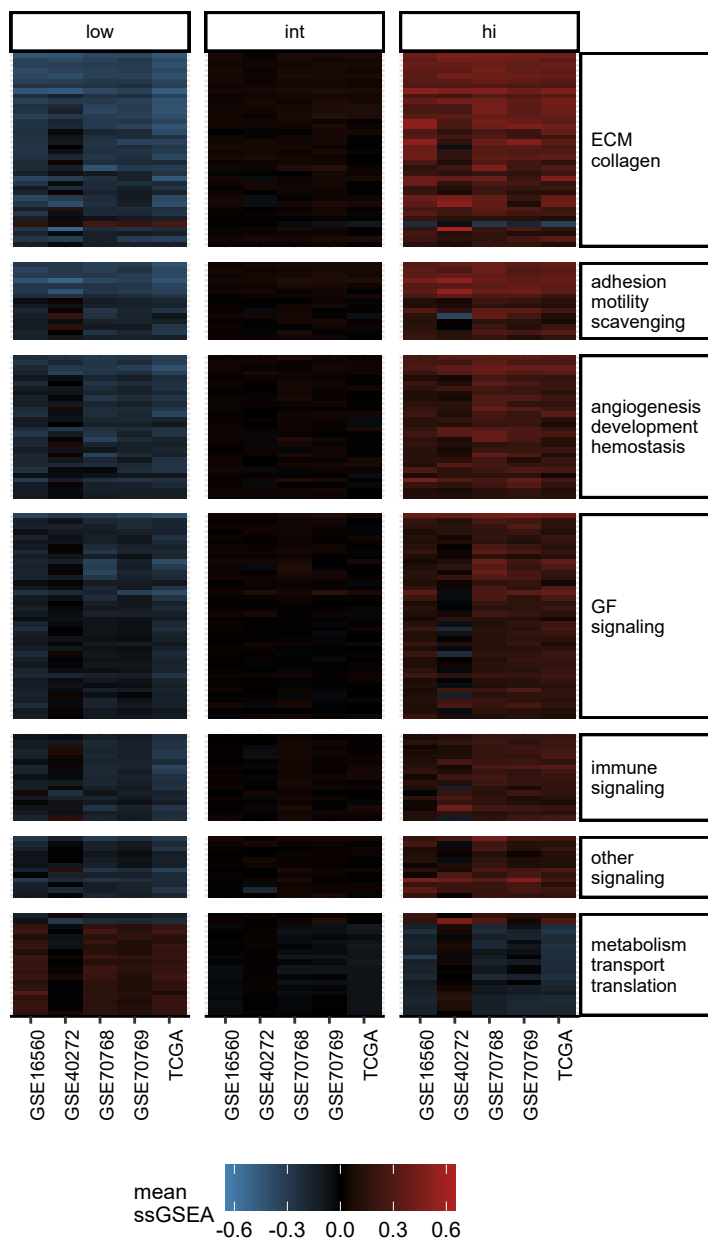 low
int
hi
ECM
collagen
adhesion
motility
scavenging
angiogenesis
development
hemostasis
GF
signaling
immune
signaling
other
signaling
metabolism
transport
translation
GSE16560
GSE40272
GSE70768
GSE70769
TCGA
GSE16560
GSE40272
GSE70768
GSE70769
TCGA
GSE16560
GSE40272
GSE70768
GSE70769
TCGA
mean
ssGSEA
-0.6 -0.3 0.0 0.3 0.6